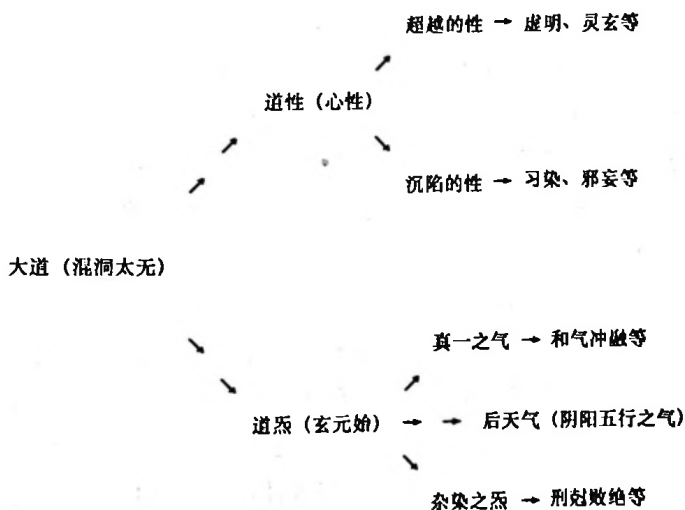 超越的性 → 虚明、灵玄等
道性（心性）
沉陷的性 → 习染、邪妄等
大道（混洞太无）
真一之气 → 和气冲融等
道炁（玄元始） → → 后天气（阴阳五行之气）
杂染之炁 → 刑尅败绝等